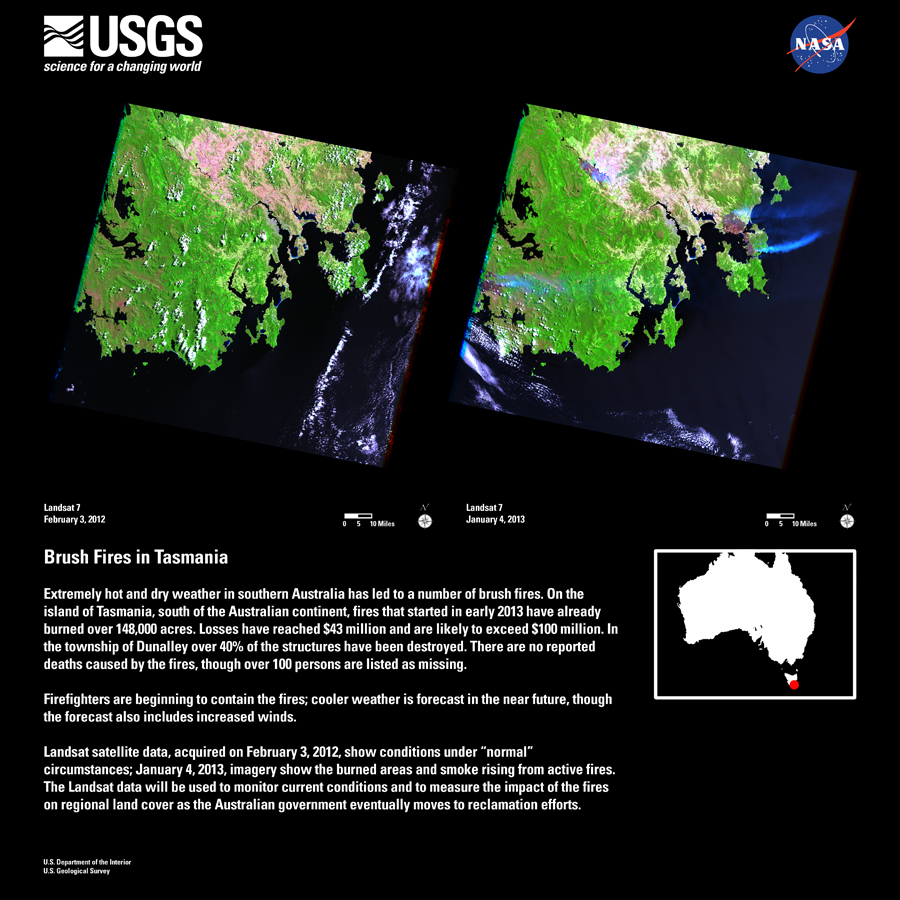 USGS
science for a changing world
NASA
Landsat 7
February 3, 2012
0 5 10 Miles
N
Landsat 7
January 4, 2013
0 5 10 Miles
N
Brush Fires in Tasmania
Extremely hot and dry weather in southern Australia has led to a number of brush fires. On the
island of Tasmania, south of the Australian continent, fires that started in early 2013 have already
burned over 148,000 acres. Losses have reached $43 million and are likely to exceed $100 million. In
the township of Dunalley over 40% of the structures have been destroyed. There are no reported
deaths caused by the fires, though over 100 persons are listed as missing.
Firefighters are beginning to contain the fires; cooler weather is forecast in the near future, though
the forecast also includes increased winds.
Landsat satellite data, acquired on February 3, 2012, show conditions under “normal”
circumstances; January 4, 2013, imagery show the burned areas and smoke rising from active fires.
The Landsat data will be used to monitor current conditions and to measure the impact of the fires
on regional land cover as the Australian government eventually moves to reclamation efforts.
U.S. Department of the Interior
U.S. Geological Survey